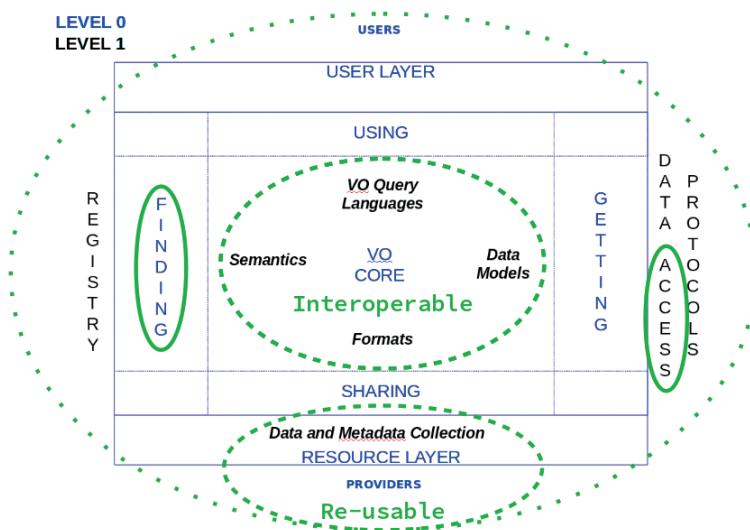 LEVEL 0
LEVEL 1
USERS
USER LAYER
USING
REGISTRY
FINDING
VO Query
Languages
Semantics
VO
CORE
Data
Models
Interoperable
Formats
GETTING
DATA ACCESS
PROTOCOLS
SHARING
Data and Metadata Collection
RESOURCE LAYER
PROVIDERS
Re-usable